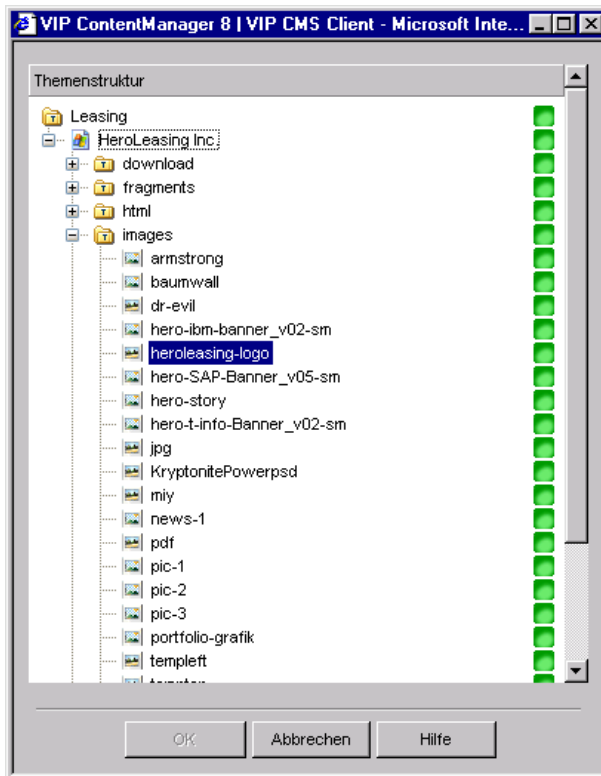 VIP ContentManager 8 | VIP CMS Client - Microsoft Inte...
Themenstruktur
Leasing
HeroLeasing Inc.
download
fragments
html
images
armstrong
baumwall
dr-evil
hero-ibm-banner_v02-sm
heroleasing-logo
hero-SAP-Banner_v05-sm
hero-story
hero-t-info-Banner_v02-sm
jpg
KryptonitePowerpsd
miy
news-1
pdf
pic-1
pic-2
pic-3
portfolio-grafik
templeft
OK
Abbrechen
Hilfe